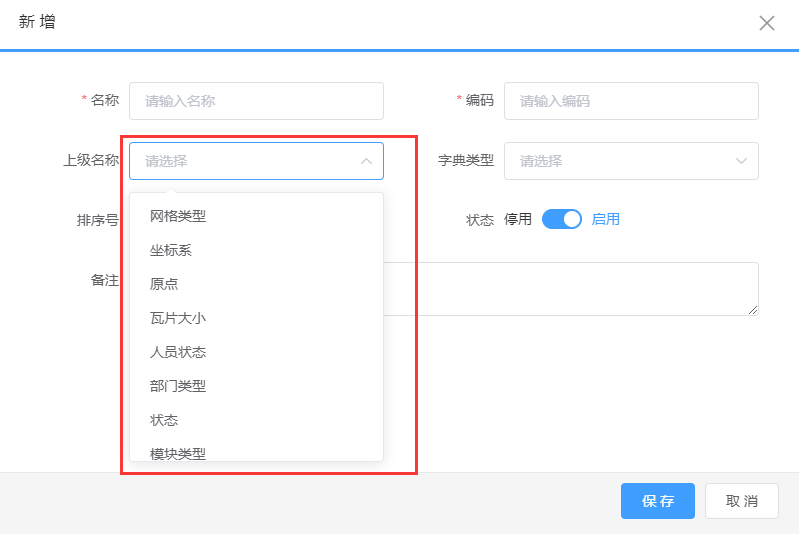 新 增
* 名称 请输入名称 * 编码 请输入编码
上级名称 请选择 字典类型 请选择
排序号 状态 停用 启用
备注
网格类型
坐标系
原点
瓦片大小
人员状态
部门类型
状态
模块类型
保 存 取 消